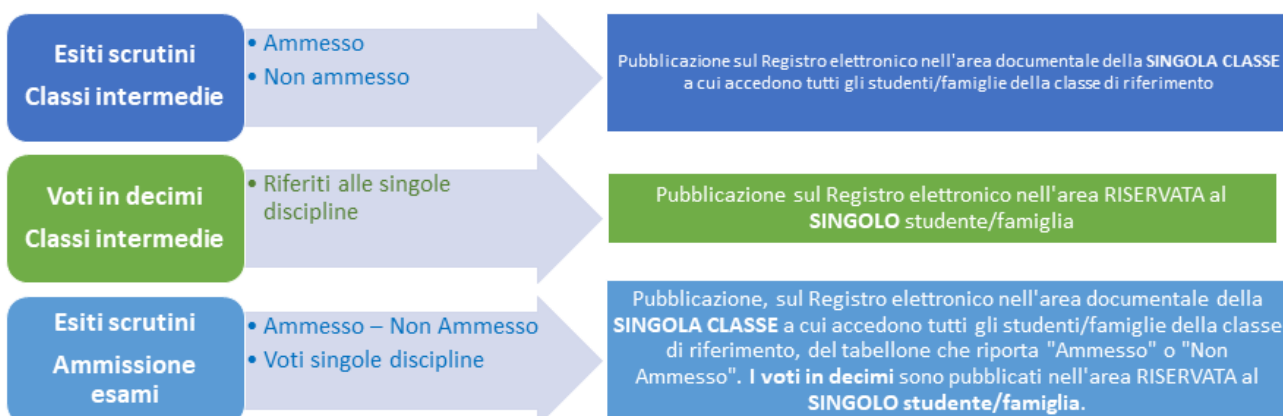 Esiti scrutini
Classi intermedie
• Ammesso
• Non ammesso
Pubblicazione sul Registro elettronico nell'area documentale della SINGOLA CLASSE
a cui accedono tutti gli studenti/famiglie della classe di riferimento
Voti in decimi
Classi intermedie
• Riferiti alle singole
discipline
Pubblicazione sul Registro elettronico nell'area RISERVATA al
SINGOLO studente/famiglia
Esiti scrutini
Ammissione
esami
• Ammesso – Non Ammesso
• Voti singole discipline
Pubblicazione, sul Registro elettronico nell'area documentale della
SINGOLA CLASSE a cui accedono tutti gli studenti/famiglie della classe
di riferimento, del tabellone che riporta "Ammesso" o "Non
Ammesso". I voti in decimi sono pubblicati nell'area RISERVATA al
SINGOLO studente/famiglia.